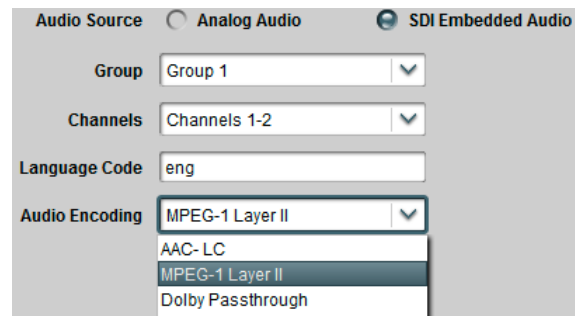 Audio Source Analog Audio SDI Embedded Audio
Group Group 1
Channels Channels 1-2
Language Code eng
Audio Encoding MPEG-1 Layer II
AAC- LC
MPEG-1 Layer II
Dolby Passthrough